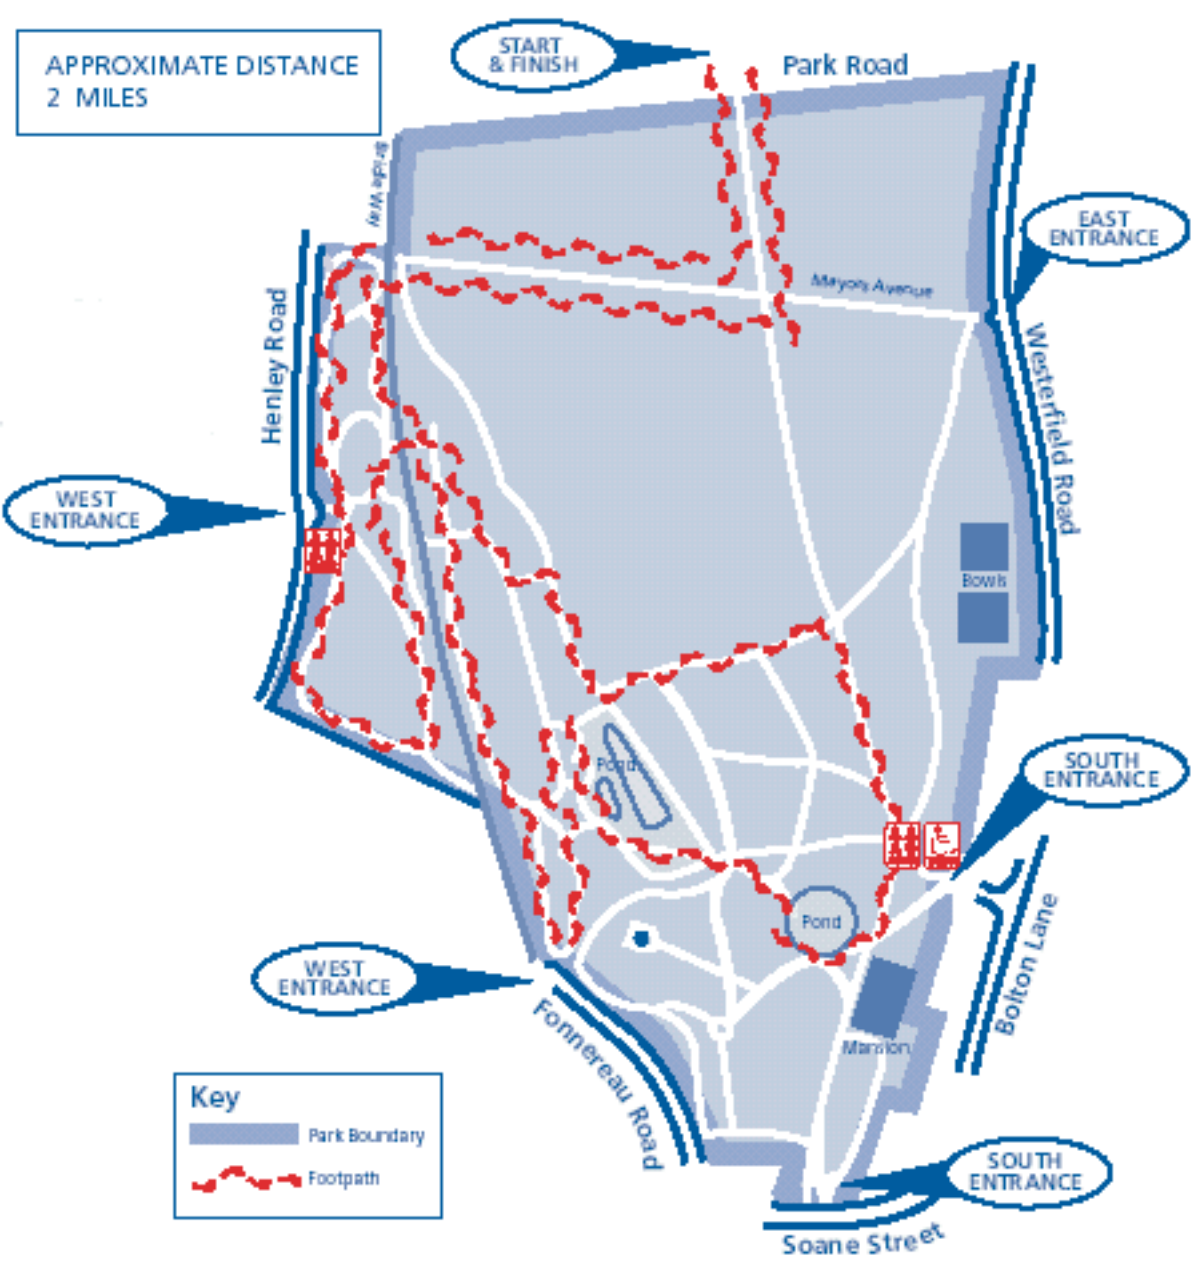 APPROXIMATE DISTANCE
2 MILES
START
& FINISH
Park Road
Bridle Way
EAST
ENTRANCE
Mayors Avenue
Henley Road
Westerfield Road
WEST
ENTRANCE
Bowls
Pond
SOUTH
ENTRANCE
Pond
Bolton Lane
WEST
ENTRANCE
Fonnereau Road
Mansion
Key
Park Boundary
Footpath
SOUTH
ENTRANCE
Soane Street